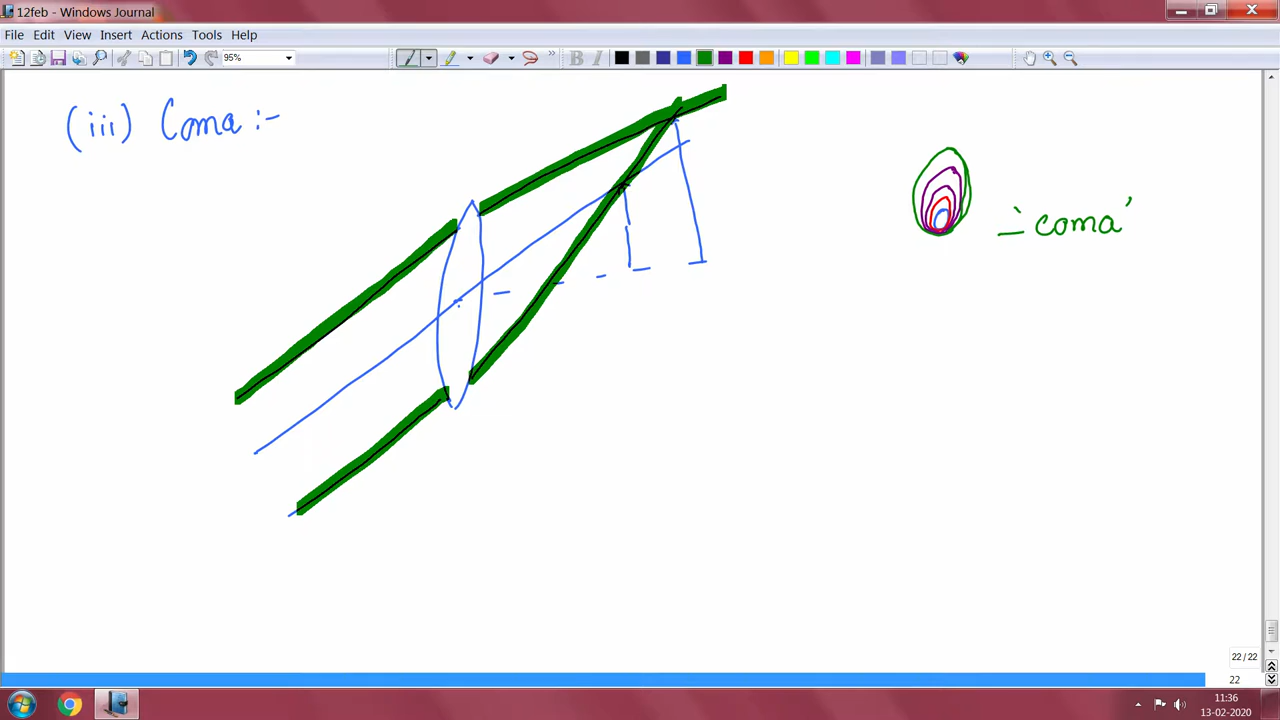 12feb - Windows Journal
File Edit View Insert Actions Tools Help
95%
B I
(iii) Coma :-
'coma'
22 / 22
22
11:36
13-02-2020